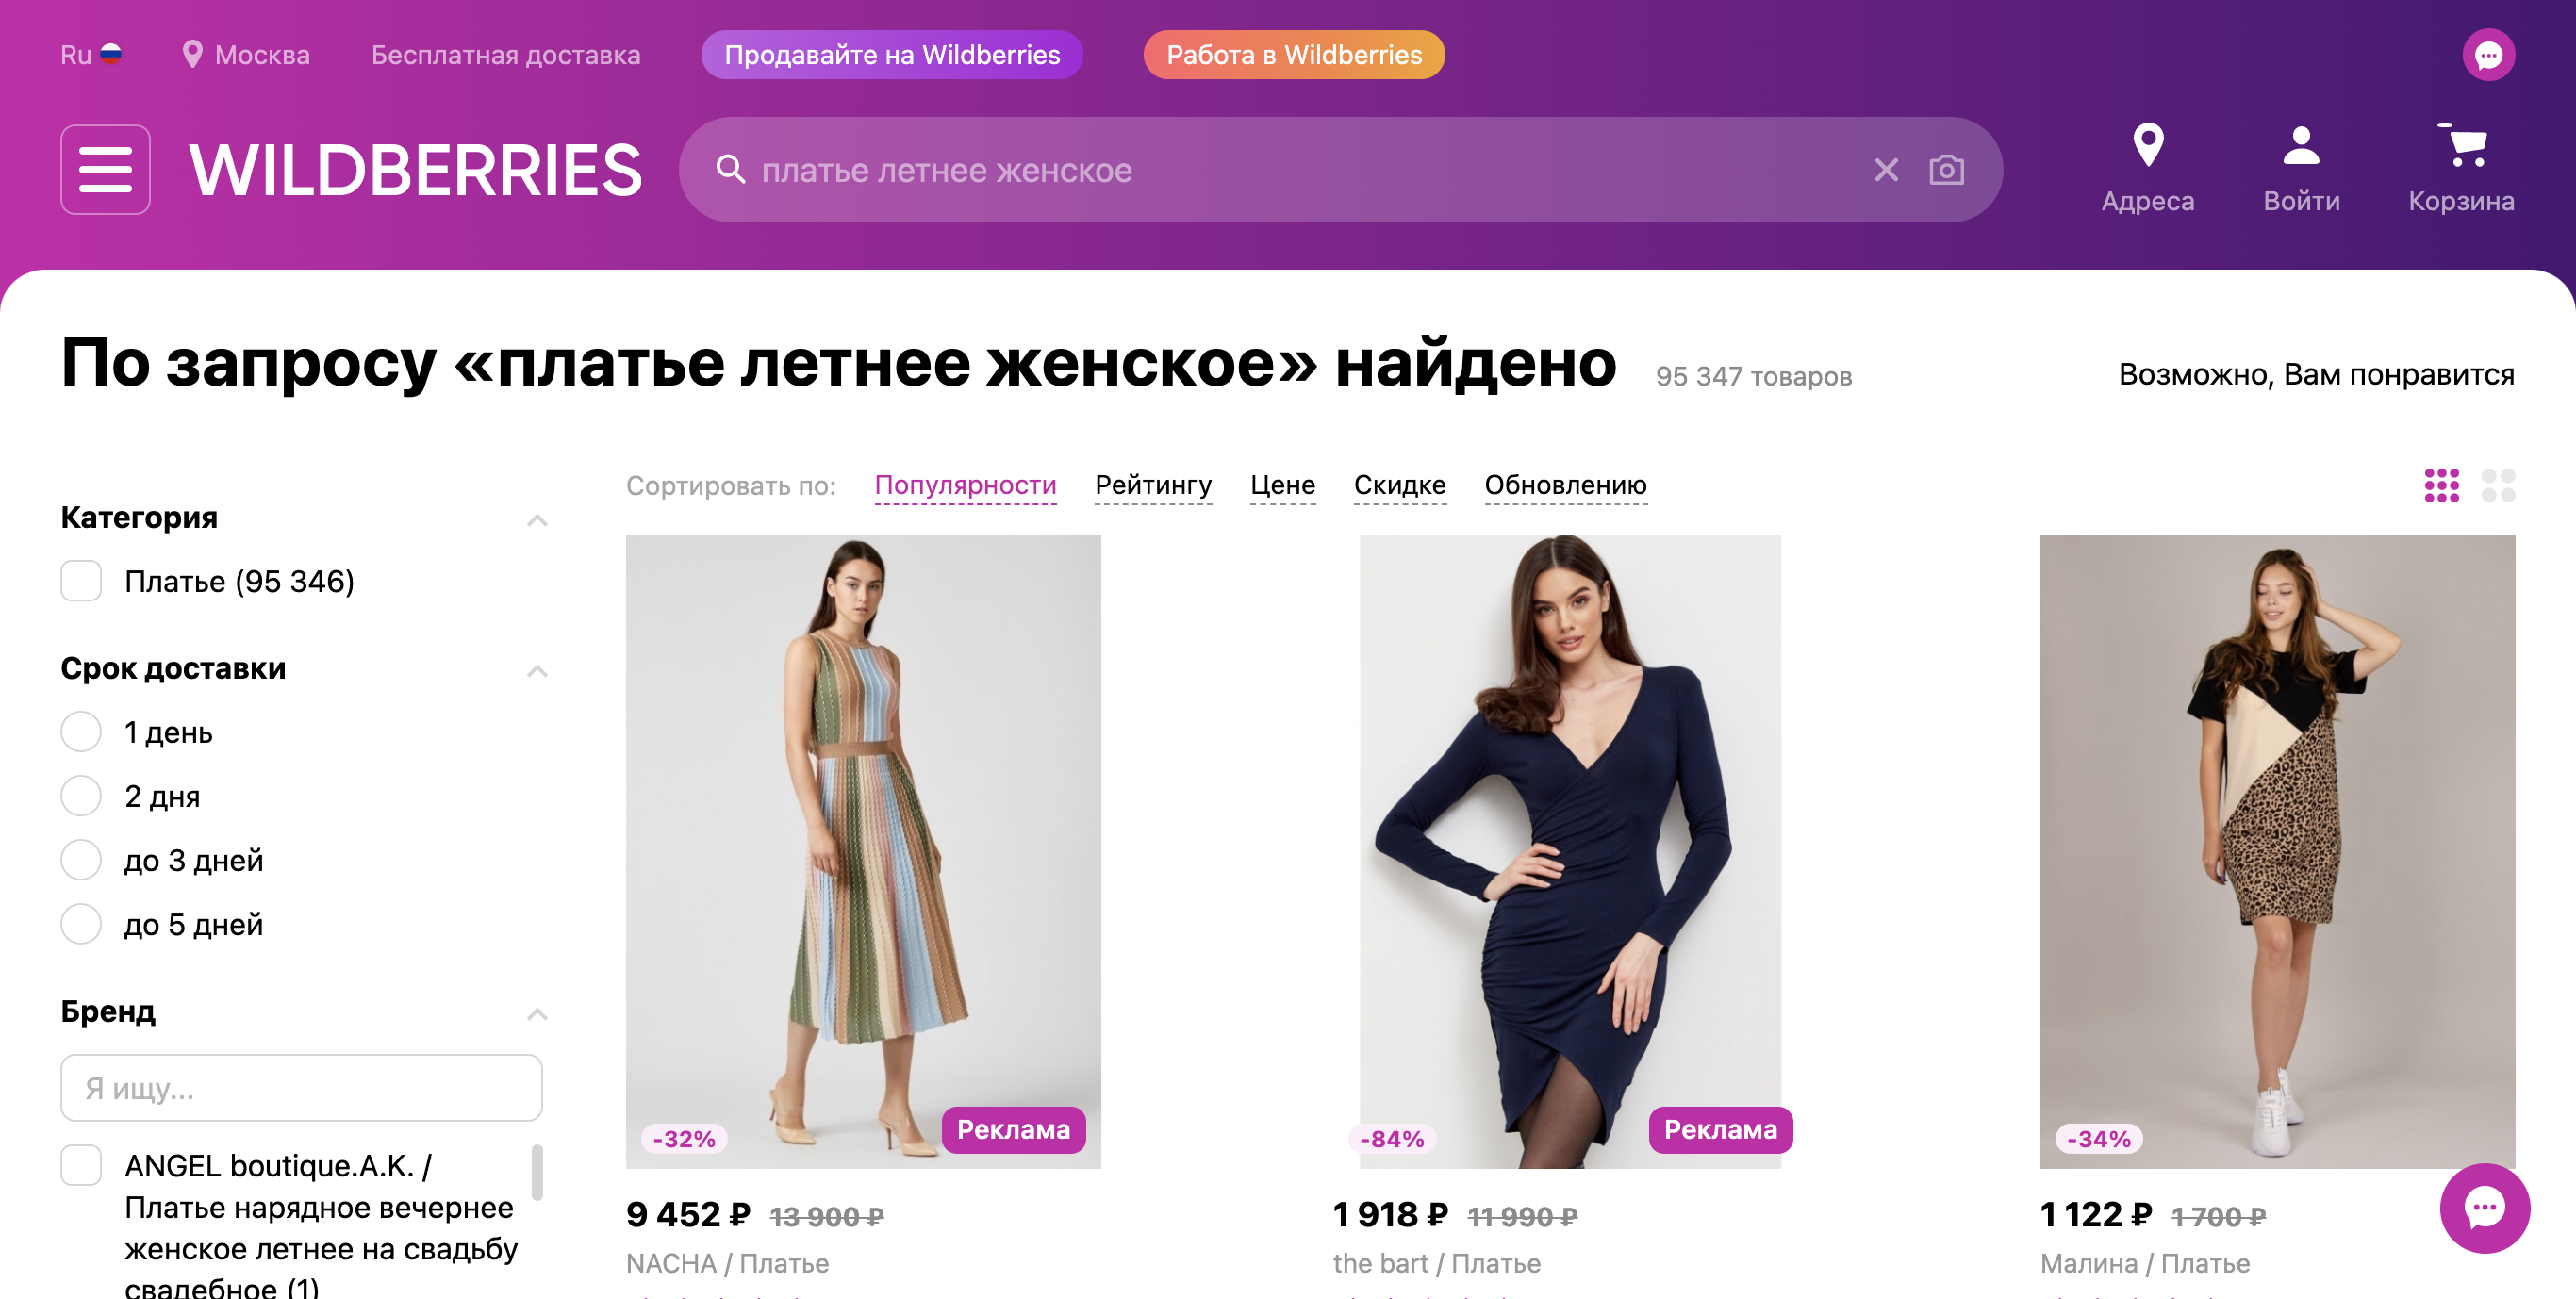 Ru
Москва
Бесплатная доставка
Продавайте на Wildberries
Работа в Wildberries
WILDBERRIES
платье летнее женское
Адреса
Войти
Корзина
По запросу «платье летнее женское» найдено
95 347 товаров
Возможно, Вам понравится
Сортировать по:
Популярности
Рейтингу
Цене
Скидке
Обновлению
Категория
Платье (95 346)
Срок доставки
1 день
2 дня
до 3 дней
до 5 дней
Бренд
Я ищу...
ANGEL boutique.A.K. /
Платье нарядное вечернее
женское летнее на свадьбу
свадебное (1)
-32%
Реклама
9 452 ₽ 13 900 ₽
NACHA / Платье
-84%
Реклама
1 918 ₽ 11 990 ₽
the bart / Платье
-34%
1 122 ₽ 1 700 ₽
Малина / Платье